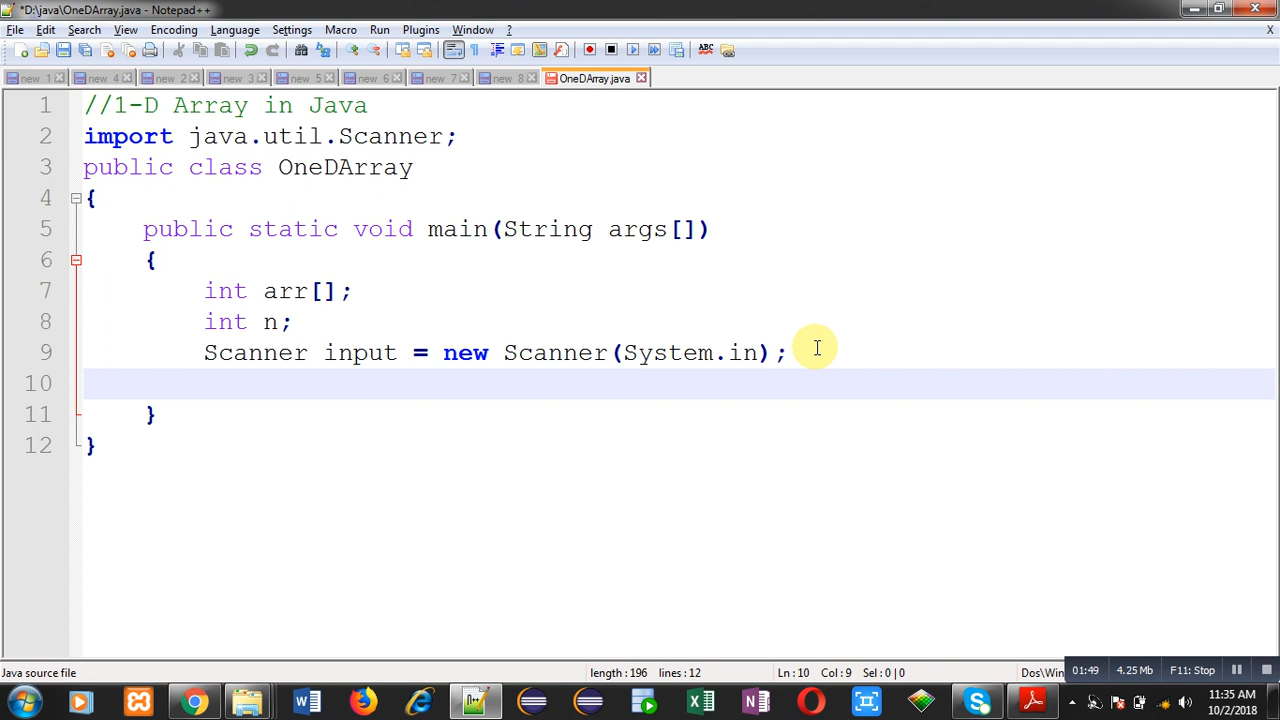 *D:\java\OneDArray.java - Notepad++
File Edit Search View Encoding Language Settings Macro Run Plugins Window ? X
new 1 new 4 new 2 new 3 new 5 new 6 new 7 new 8 OneDArray.java
1 //1-D Array in Java
2 import java.util.Scanner;
3 public class OneDArray
4 {
5 public static void main(String args[])
6 {
7 int arr[];
8 int n;
9 Scanner input = new Scanner(System.in);
10
11 }
12 }
Java source file length : 196 lines : 12 Ln : 10 Col : 9 Sel : 0 | 0 Dos\Win 01:49 4.25 Mb F11: Stop
11:35 AM
10/2/2018